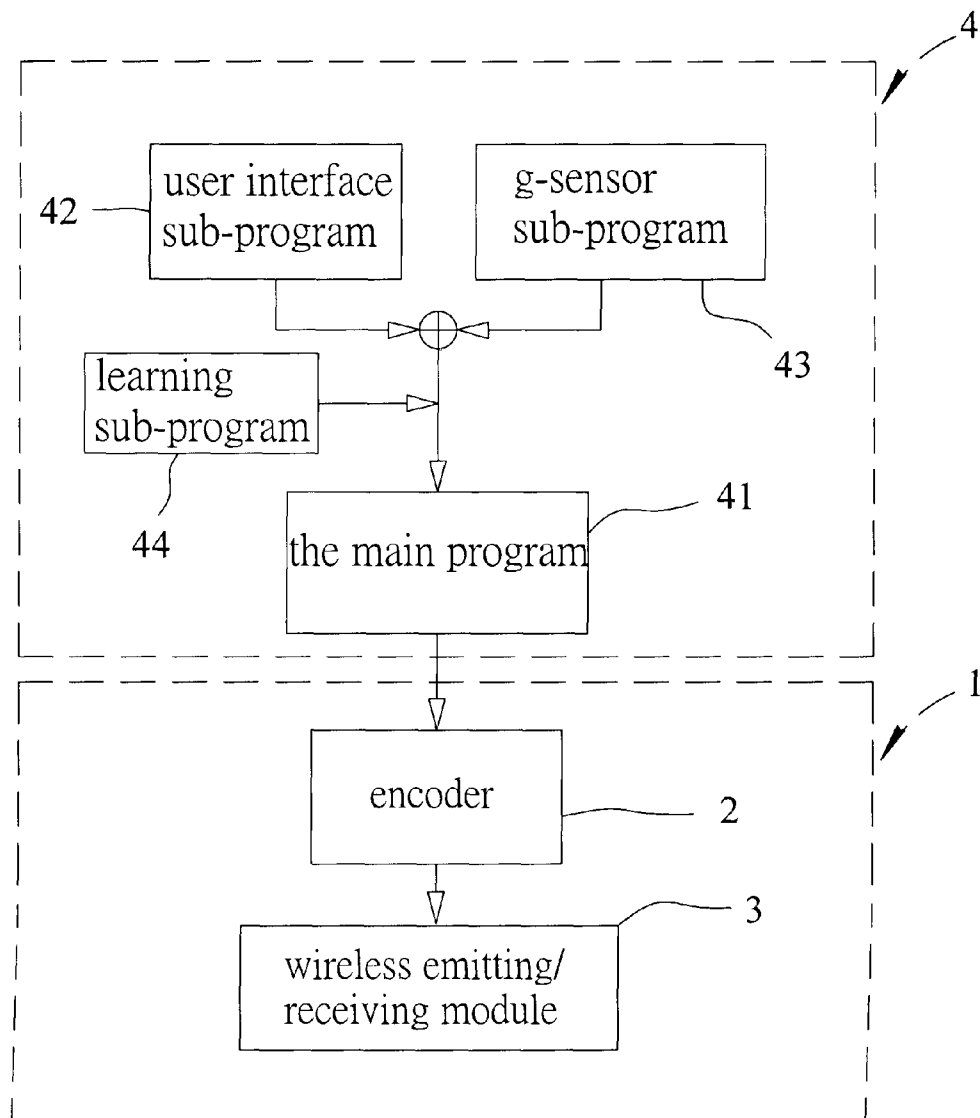 4
user interface
sub-program
g-sensor
sub-program
42
43
learning
sub-program
44
41
the main program
1
encoder
2
3
wireless emitting/
receiving module